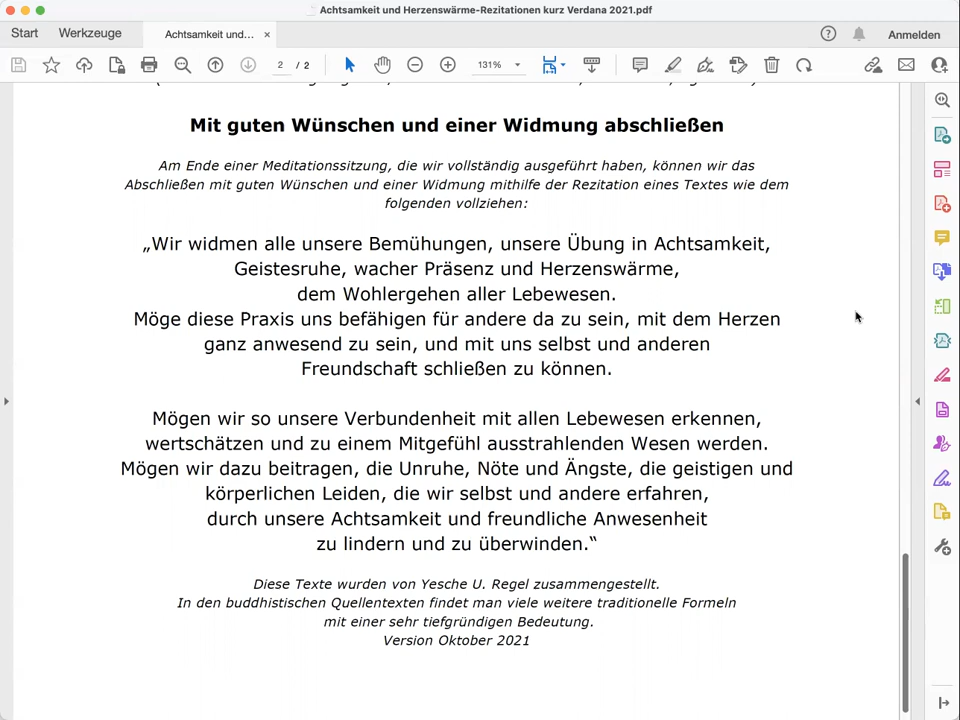 Achtsamkeit und Herzenswärme-Rezitationen kurz Verdana 2021.pdf
Start
Werkzeuge
Achtsamkeit und...
Anmelden
2 / 2
131%
Mit guten Wünschen und einer Widmung abschließen
Am Ende einer Meditationssitzung, die wir vollständig ausgeführt haben, können wir das
Abschließen mit guten Wünschen und einer Widmung mithilfe der Rezitation eines Textes wie dem
folgenden vollziehen:
„Wir widmen alle unsere Bemühungen, unsere Übung in Achtsamkeit,
Geistesruhe, wacher Präsenz und Herzenswärme,
dem Wohlergehen aller Lebewesen.
Möge diese Praxis uns befähigen für andere da zu sein, mit dem Herzen
ganz anwesend zu sein, und mit uns selbst und anderen
Freundschaft schließen zu können.
Mögen wir so unsere Verbundenheit mit allen Lebewesen erkennen,
wertschätzen und zu einem Mitgefühl ausstrahlenden Wesen werden.
Mögen wir dazu beitragen, die Unruhe, Nöte und Ängste, die geistigen und
körperlichen Leiden, die wir selbst und andere erfahren,
durch unsere Achtsamkeit und freundliche Anwesenheit
zu lindern und zu überwinden.“
Diese Texte wurden von Yesche U. Regel zusammengestellt.
In den buddhistischen Quellentexten findet man viele weitere traditionelle Formeln
mit einer sehr tiefgründigen Bedeutung.
Version Oktober 2021